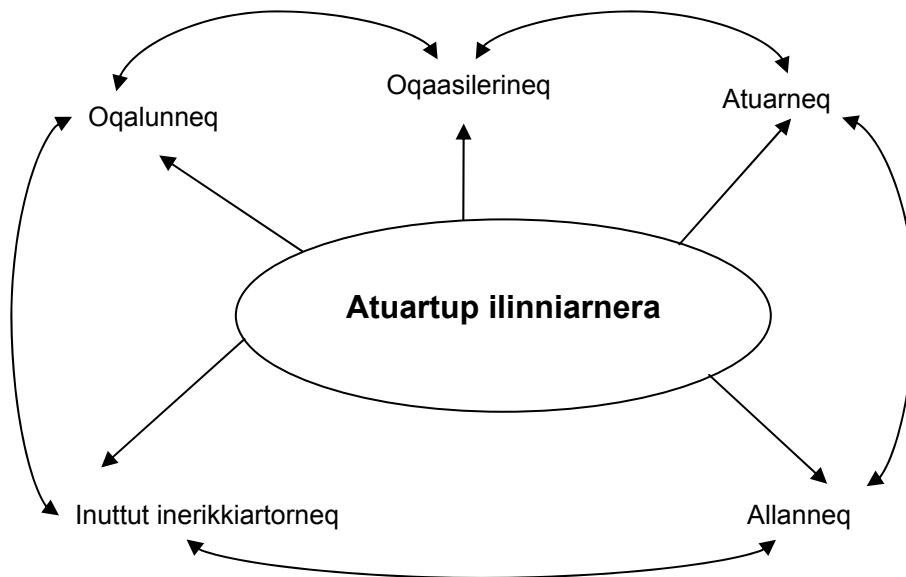 Oqaasilerineq
Oqalunneq
Atuarneq
Atuartup ilinniarnera
Inuttut inerikkiartorneq
Allanneq